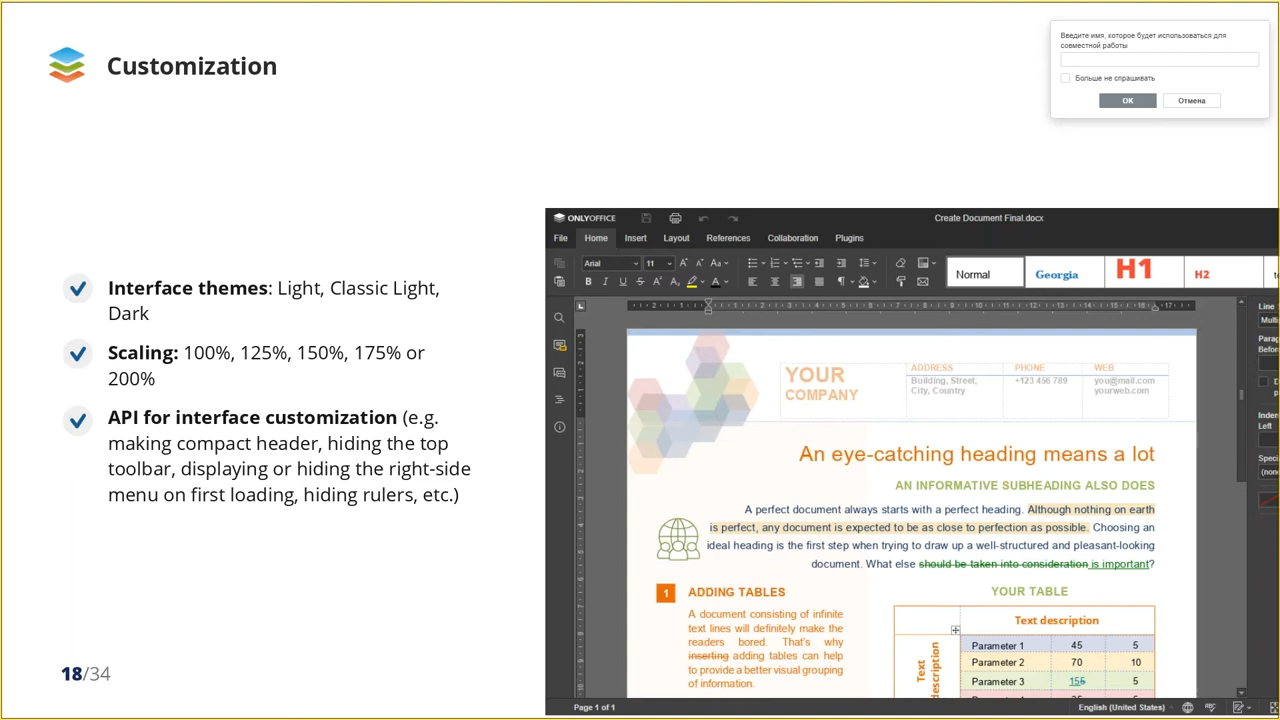 Customization
Введите имя, которое будет использоваться для
совместной работы
Больше не спрашивать
OK
Отмена
Interface themes: Light, Classic Light,
Dark
Scaling: 100%, 125%, 150%, 175% or
200%
API for interface customization (e.g.
making compact header, hiding the top
toolbar, displaying or hiding the right-side
menu on first loading, hiding rulers, etc.)
18/34
ONLYOFFICE
Create Document Final.docx
File Home Insert Layout References Collaboration Plugins
Arial 11
Normal Georgia H1 H2
YOUR
COMPANY
ADDRESS
Building, Street,
City, Country
PHONE
+123 456 789
WEB
you@mail.com
yourweb.com
An eye-catching heading means a lot
AN INFORMATIVE SUBHEADING ALSO DOES
A perfect document always starts with a perfect heading. Although nothing on earth
is perfect, any document is expected to be as close to perfection as possible. Choosing an
ideal heading is the first step when trying to draw up a well-structured and pleasant-looking
document. What else should be taken into consideration is important?
1 ADDING TABLES
A document consisting of infinite
text lines will definitely make the
readers bored. That's why
inserting adding tables can help
to provide a better visual grouping
of information.
YOUR TABLE
Text description
Text
description
Parameter 1 45 5
Parameter 2 70 10
Parameter 3 155 5
Line
Before
Left
Page 1 of 1
English (United States)